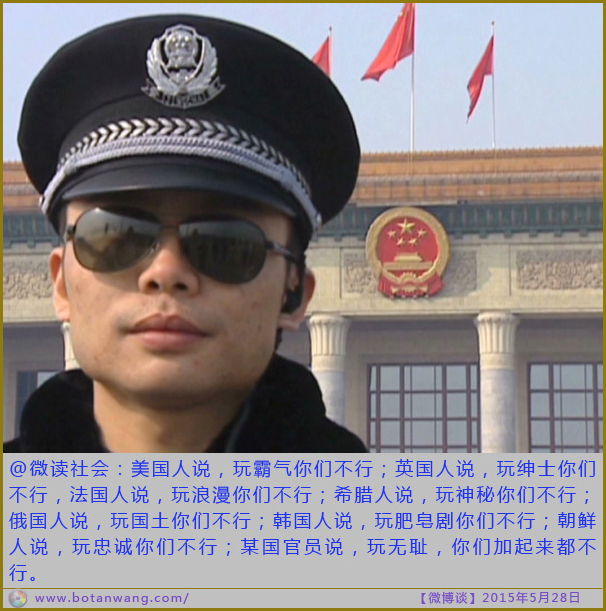 @微读社会：美国人说，玩霸气你们不行；英国人说，玩绅士你们
不行，法国人说，玩浪漫你们不行；希腊人说，玩神秘你们不行；
俄国人说，玩国土你们不行；韩国人说，玩肥皂剧你们不行；朝鲜
人说，玩忠诚你们不行；某国官员说，玩无耻，你们加起来都不
行。
www.botanwang.com/
【微博谈】2015年5月28日